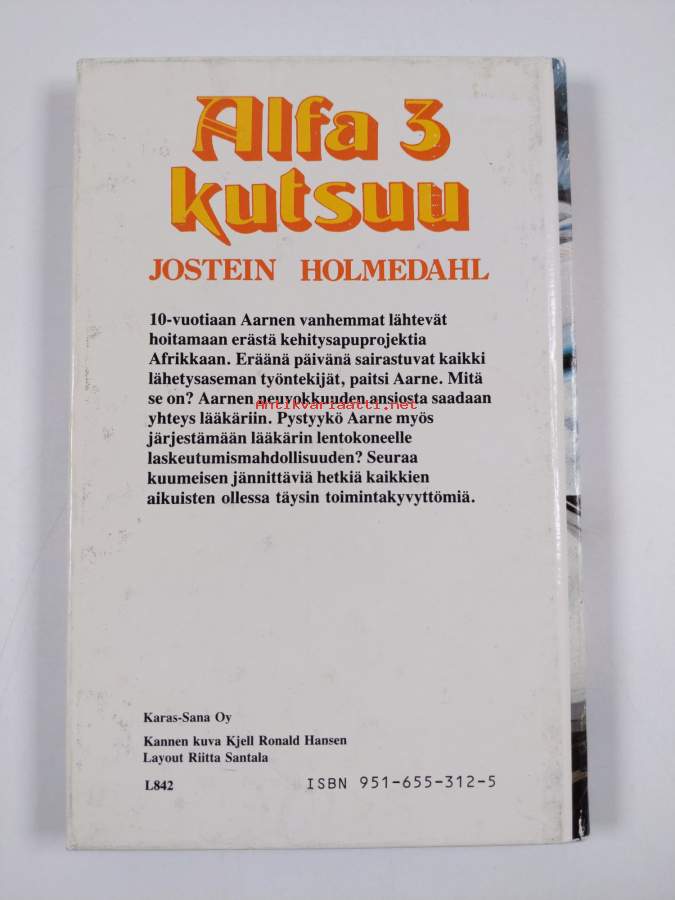 Alfa 3
kutsuu
JOSTEIN HOLMEDAHL
10-vuotiaan Aarnen vanhemmat lähtevät
hoitamaan erästä kehitysapuprojektia
Afrikkaan. Eräänä päivänä sairastuvat kaikki
lähetysaseman työntekijät, paitsi Aarne. Mitä
se on? Aarnen neuvokkuuden ansiosta saadaan
Antikvariaatti.net
yhteys lääkäriin. Pystyykö Aarne myös
järjestämään lääkärin lentokoneelle
laskeutumismahdollisuuden? Seuraa
kuumeisen jännittäviä hetkiä kaikkien
aikuisten ollessa täysin toimintakyvyttömiä.
Karas-Sana Oy
Kannen kuva Kjell Ronald Hansen
Layout Riitta Santala
L842
ISBN 951-655-312-5